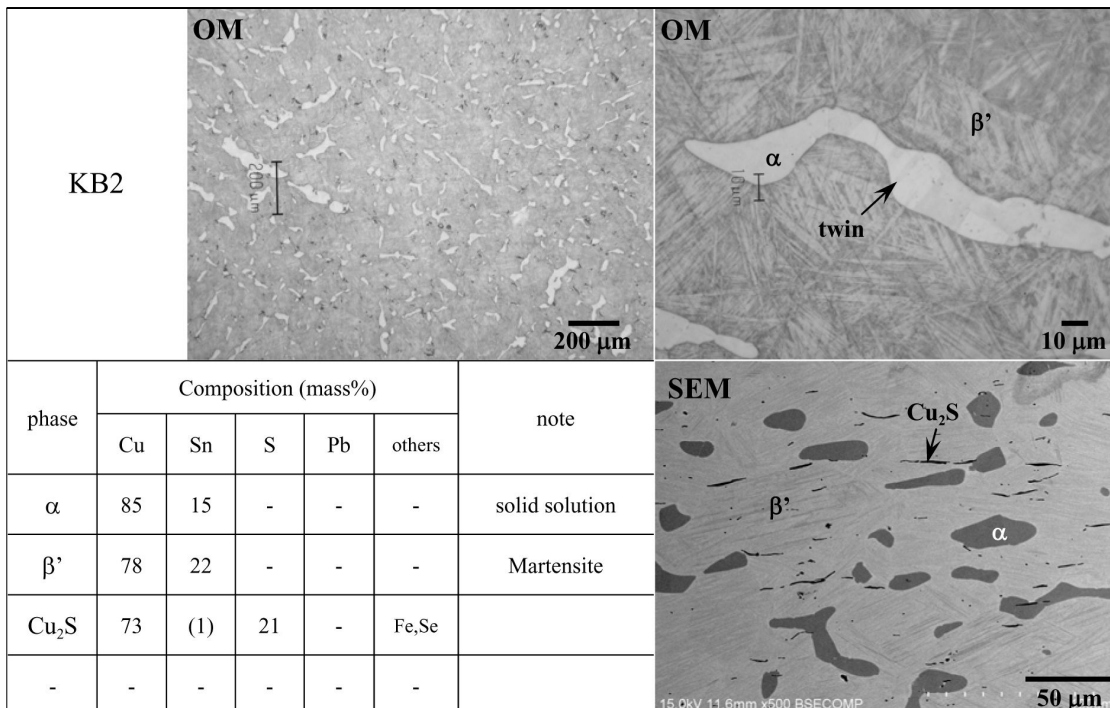 KB2
OM
200 μm
200 μm
OM
α
β’
10 μm
twin
10 μm
phase
Composition (mass%)
note
Cu
Sn
S
Pb
others
α
85
15
-
-
-
solid solution
β’
78
22
-
-
-
Martensite
Cu₂S
73
(1)
21
-
Fe,Se
-
-
-
-
-
-
SEM
Cu₂S
β’
α
50 μm
15.0kV 11.6mm x500 BSECOMP